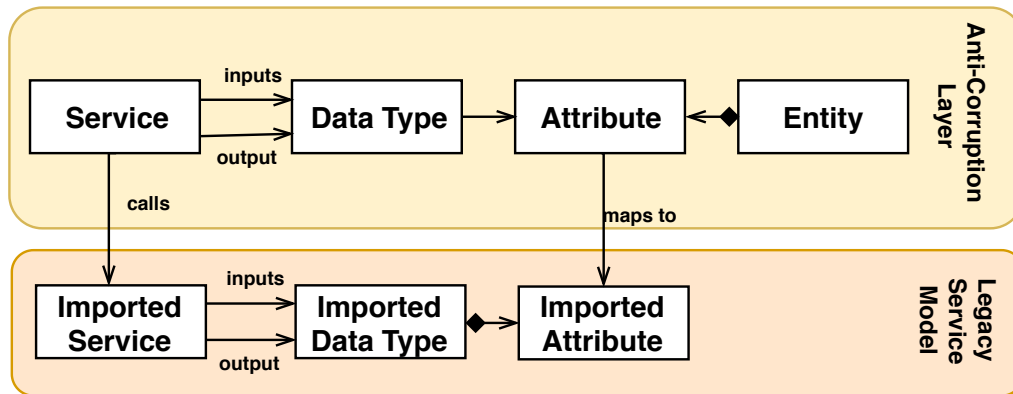 Anti-Corruption
Layer
inputs
Service
Data Type
Attribute
Entity
output
calls
maps to
Legacy
Service
Model
inputs
Imported
Service
Imported
Data Type
Imported
Attribute
output